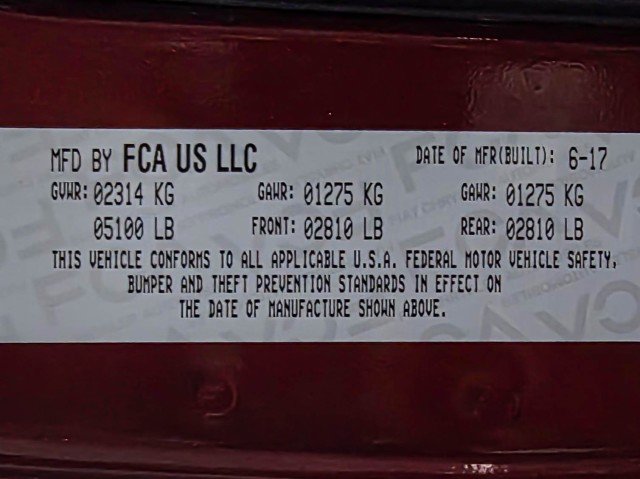 MFD BY FCA US LLC DATE OF MFR(BUILT): 6-17
GVWR: 02314 KG GAWR: 01275 KG GAWR: 01275 KG
05100 LB FRONT: 02810 LB REAR: 02810 LB
THIS VEHICLE CONFORMS TO ALL APPLICABLE U.S.A. FEDERAL MOTOR VEHICLE SAFETY,
BUMPER AND THEFT PREVENTION STANDARDS IN EFFECT ON
THE DATE OF MANUFACTURE SHOWN ABOVE.